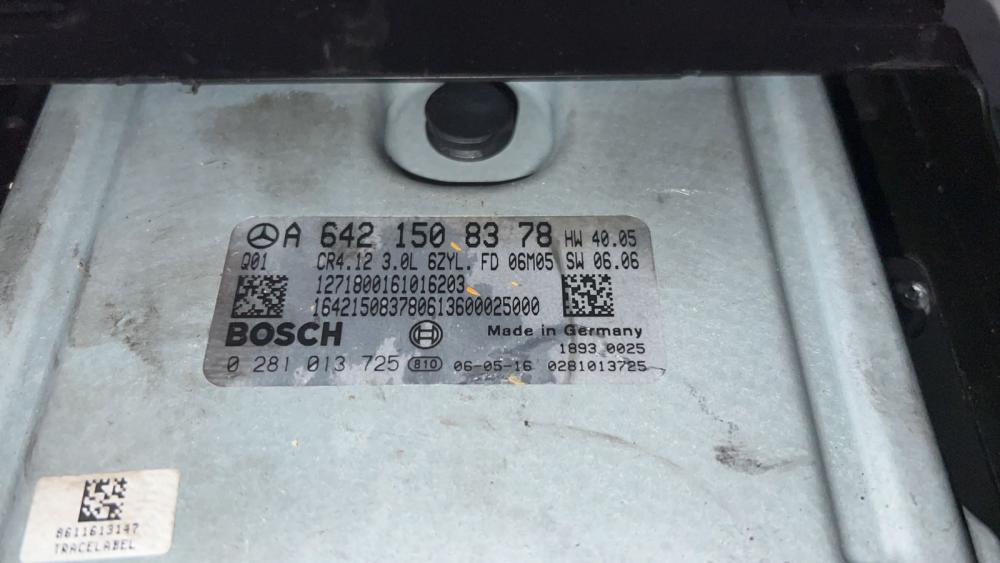 A 642 150 83 78 HW 40.05
Q01 CR4.12 3.0L 6ZYL. FD 06M05 SW 06.06
1271800161016203
164215083780613600025000
BOSCH Made in Germany
1893 0025
0 281 013 725 810 06-05-16 0281013725
8611613147
TRACELABEL